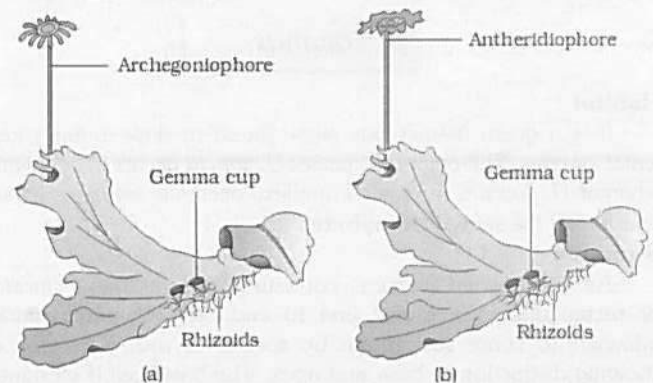 Archegoniophore
Gemma cup
Rhizoids
(a)
Antheridiophore
Gemma cup
Rhizoids
(b)